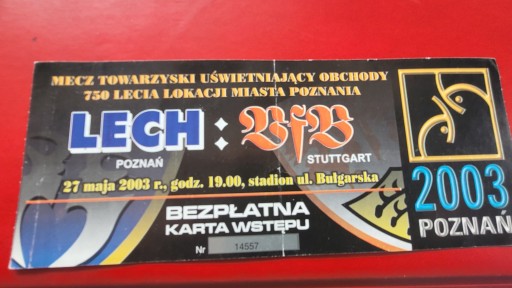 MECZ TOWARZYSKI UŚWIETNIAJĄCY OBCHODY
750 LECIA LOKACJI MIASTA POZNANIA
LECH : VfB
POZNAŃ STUTTGART
27 maja 2003 r., godz. 19.00, stadion ul. Bułgarska
BEZPŁATNA
KARTA WSTĘPU
Nr 14557
2003
POZNAŃ